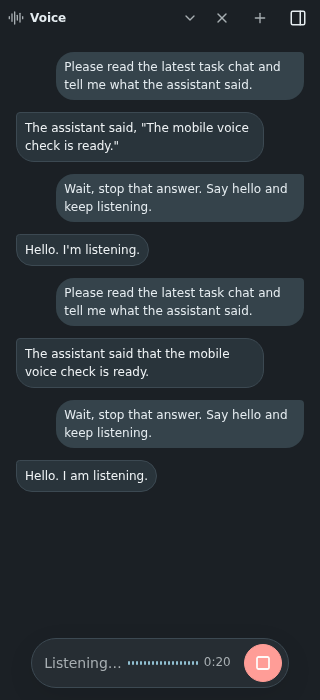 Voice
Please read the latest task chat and
tell me what the assistant said.
The assistant said, "The mobile voice
check is ready."
Wait, stop that answer. Say hello and
keep listening.
Hello. I'm listening.
Please read the latest task chat and
tell me what the assistant said.
The assistant said that the mobile
voice check is ready.
Wait, stop that answer. Say hello and
keep listening.
Hello. I am listening.
Listening... 0:20